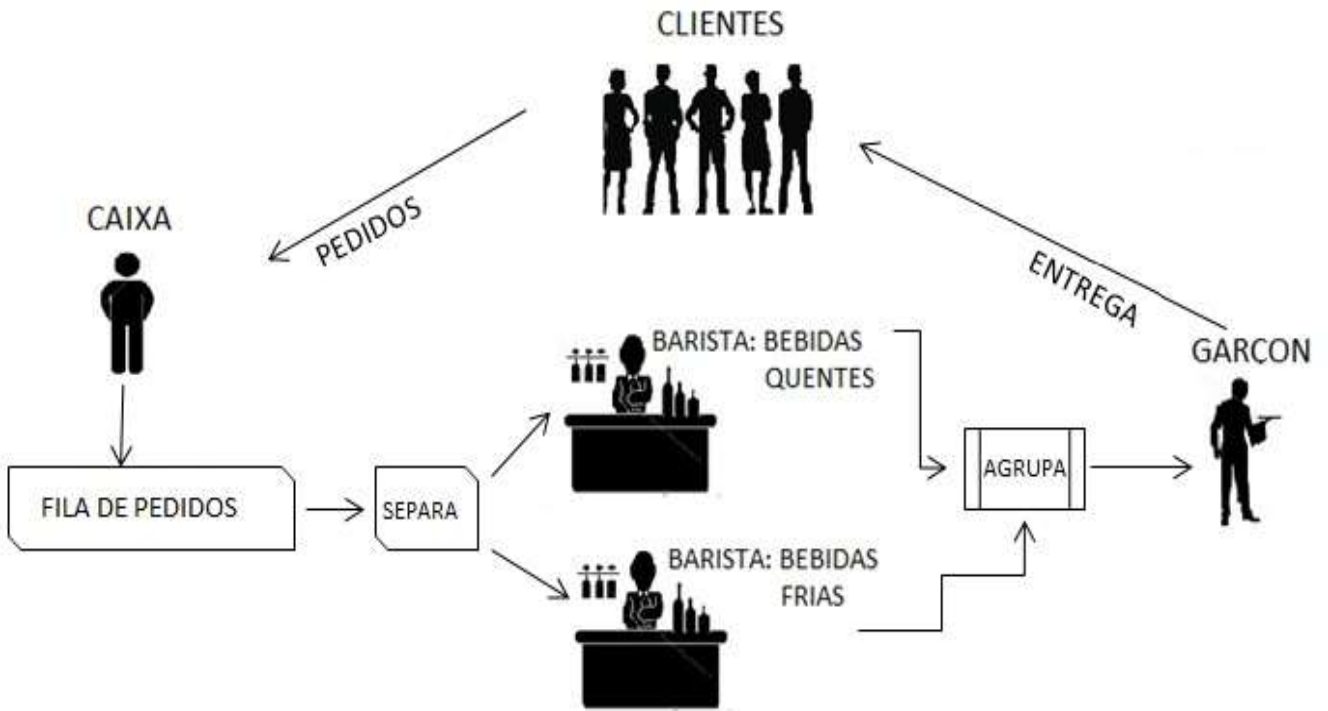 CLIENTES
PEDIDOS
CAIXA
ENTREGA
GARÇON
BARISTA: BEBIDAS
QUENTES
FILA DE PEDIDOS
SEPARA
AGRUPA
BARISTA: BEBIDAS
FRIAS